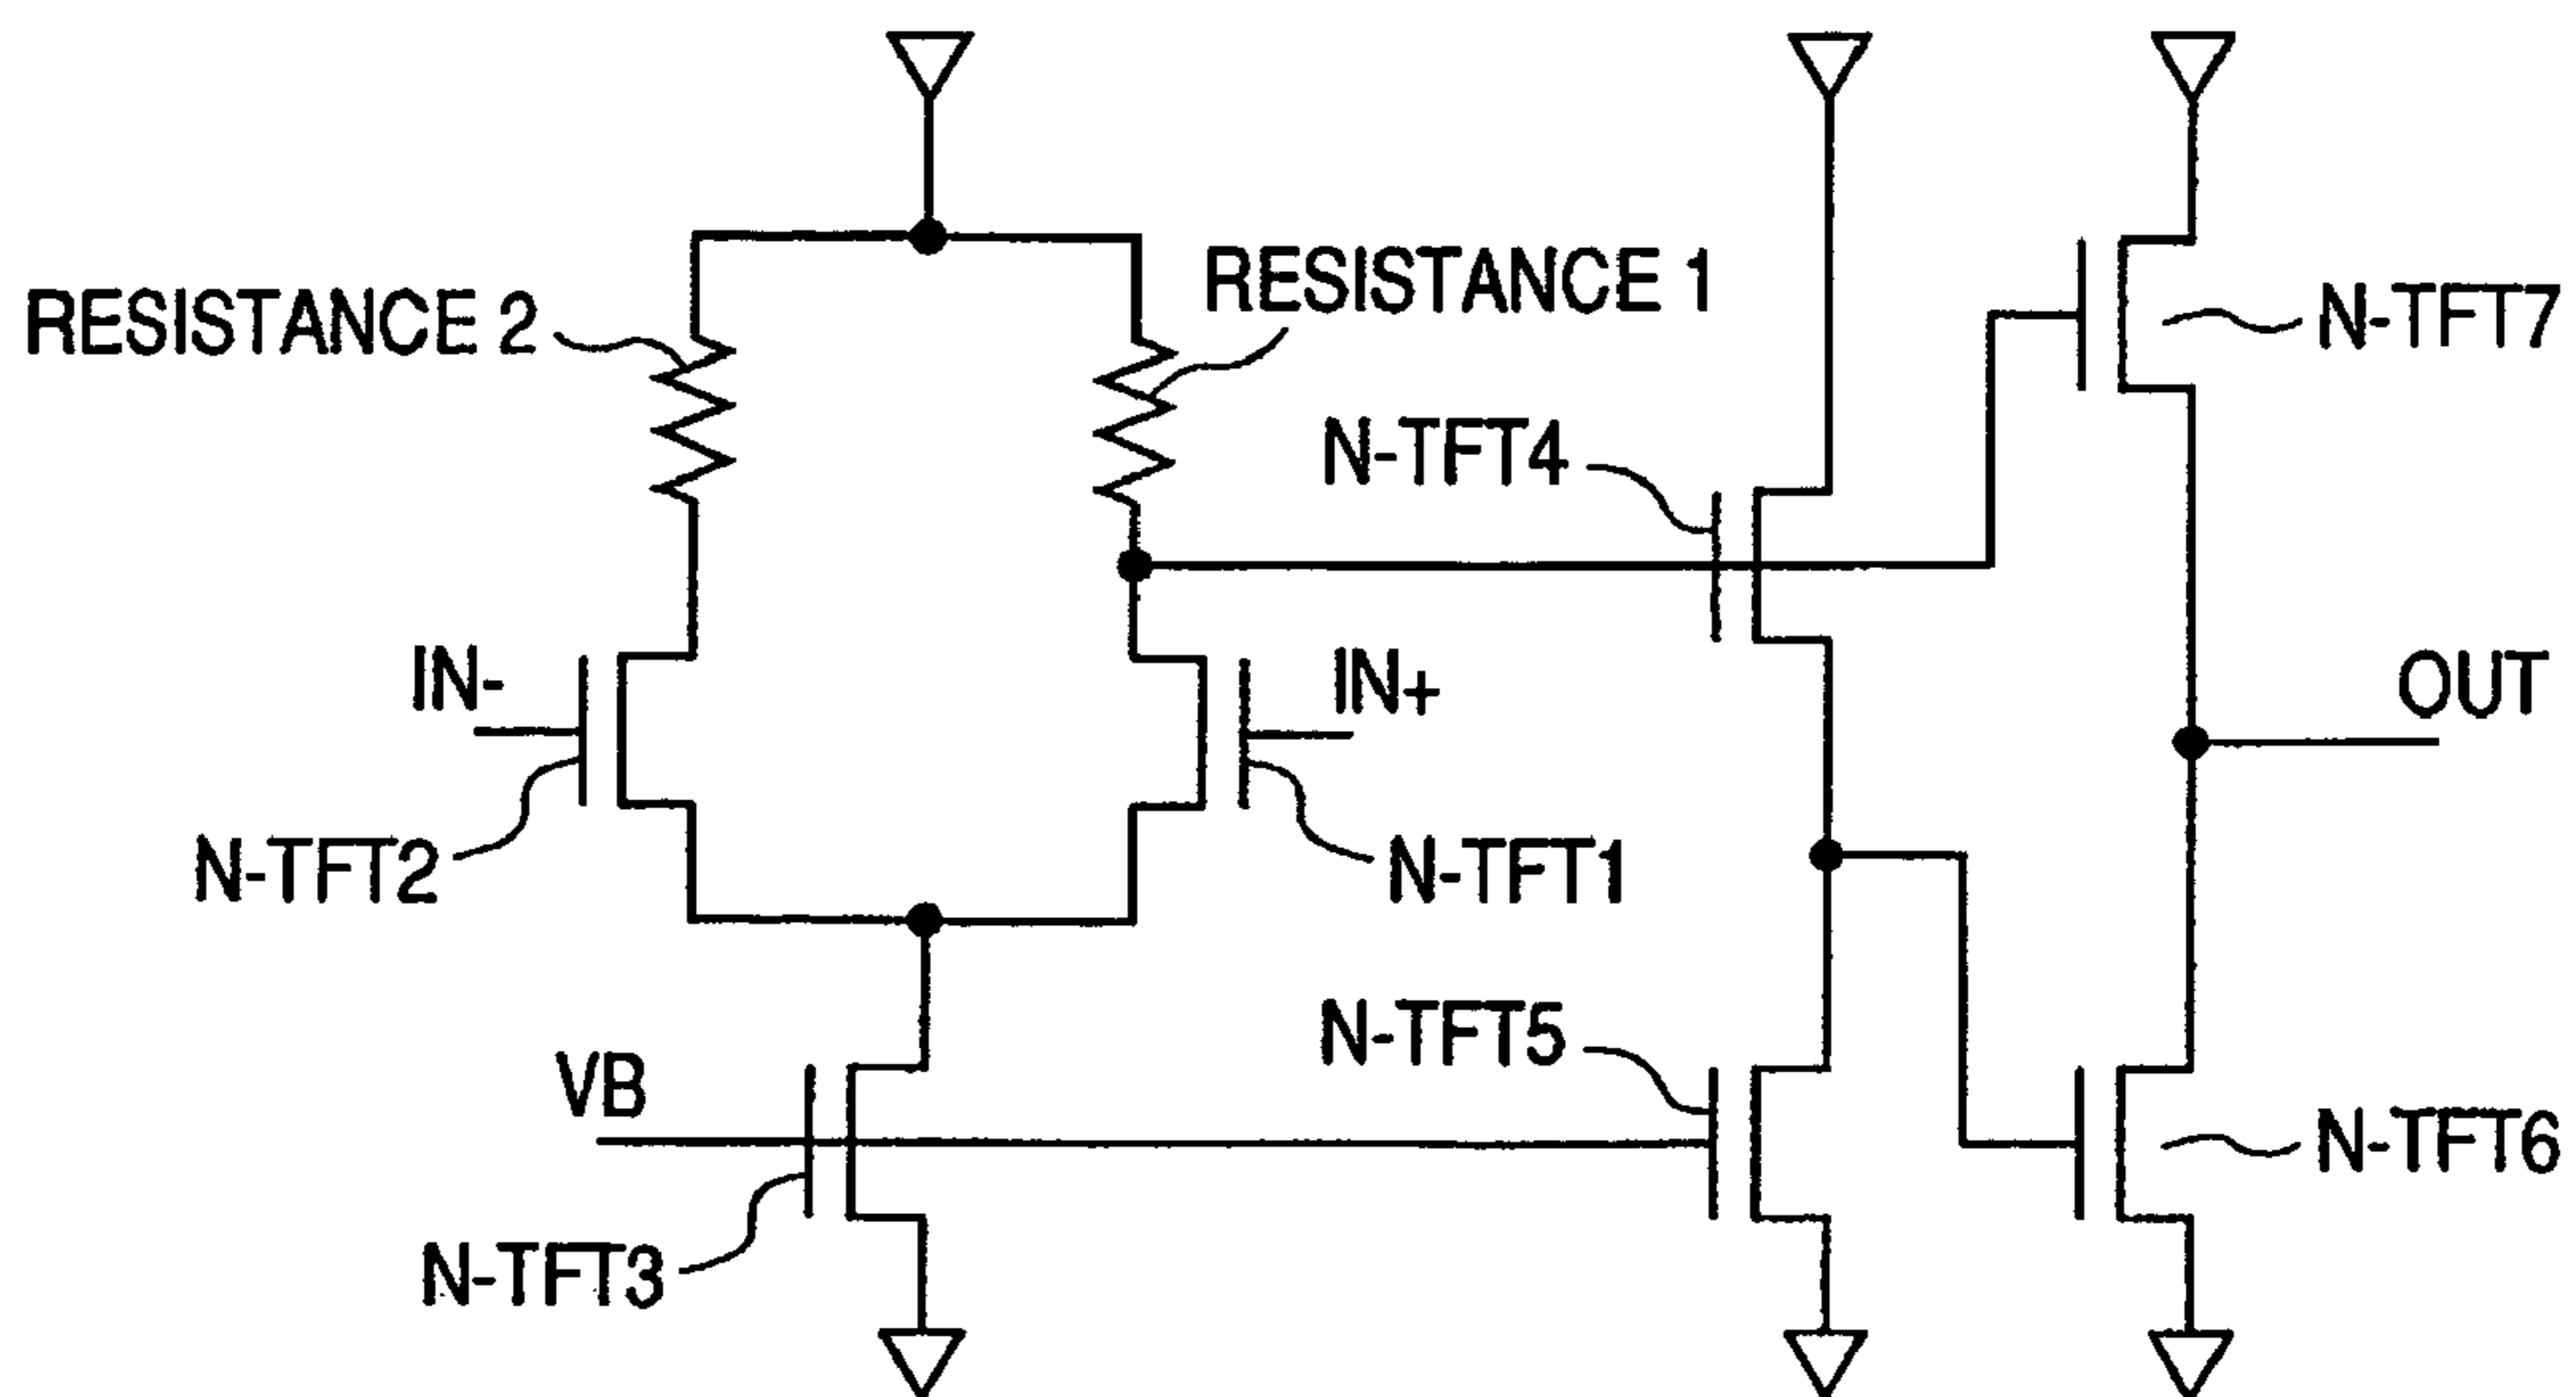 RESISTANCE 2
RESISTANCE 1
N-TFT7
N-TFT4
IN-
IN+
OUT
N-TFT2
N-TFT1
N-TFT5
VB
N-TFT6
N-TFT3